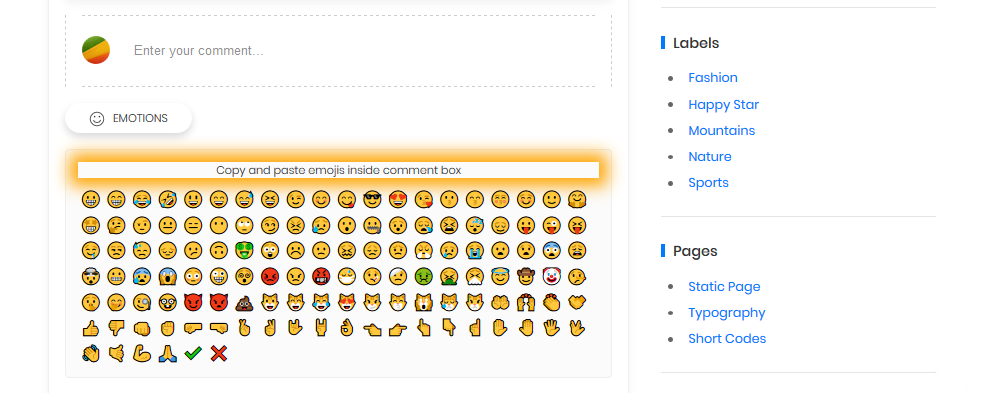 Enter your comment...
EMOTIONS
Copy and paste emojis inside comment box
Labels
Fashion
Happy Star
Mountains
Nature
Sports
Pages
Static Page
Typography
Short Codes